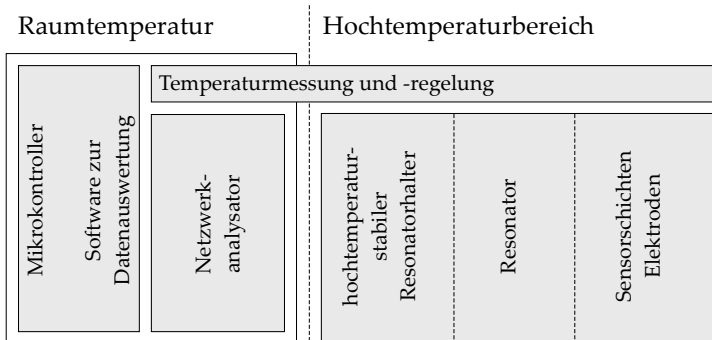 Raumtemperatur
Hochtemperaturbereich
Temperaturmessung und -regelung
Mikrokontroller
Software zur
Datenauswertung
Netzwerk-
analysator
hochtemperatur-
stabiler
Resonatorhalter
Resonator
Sensorschichten
Elektroden